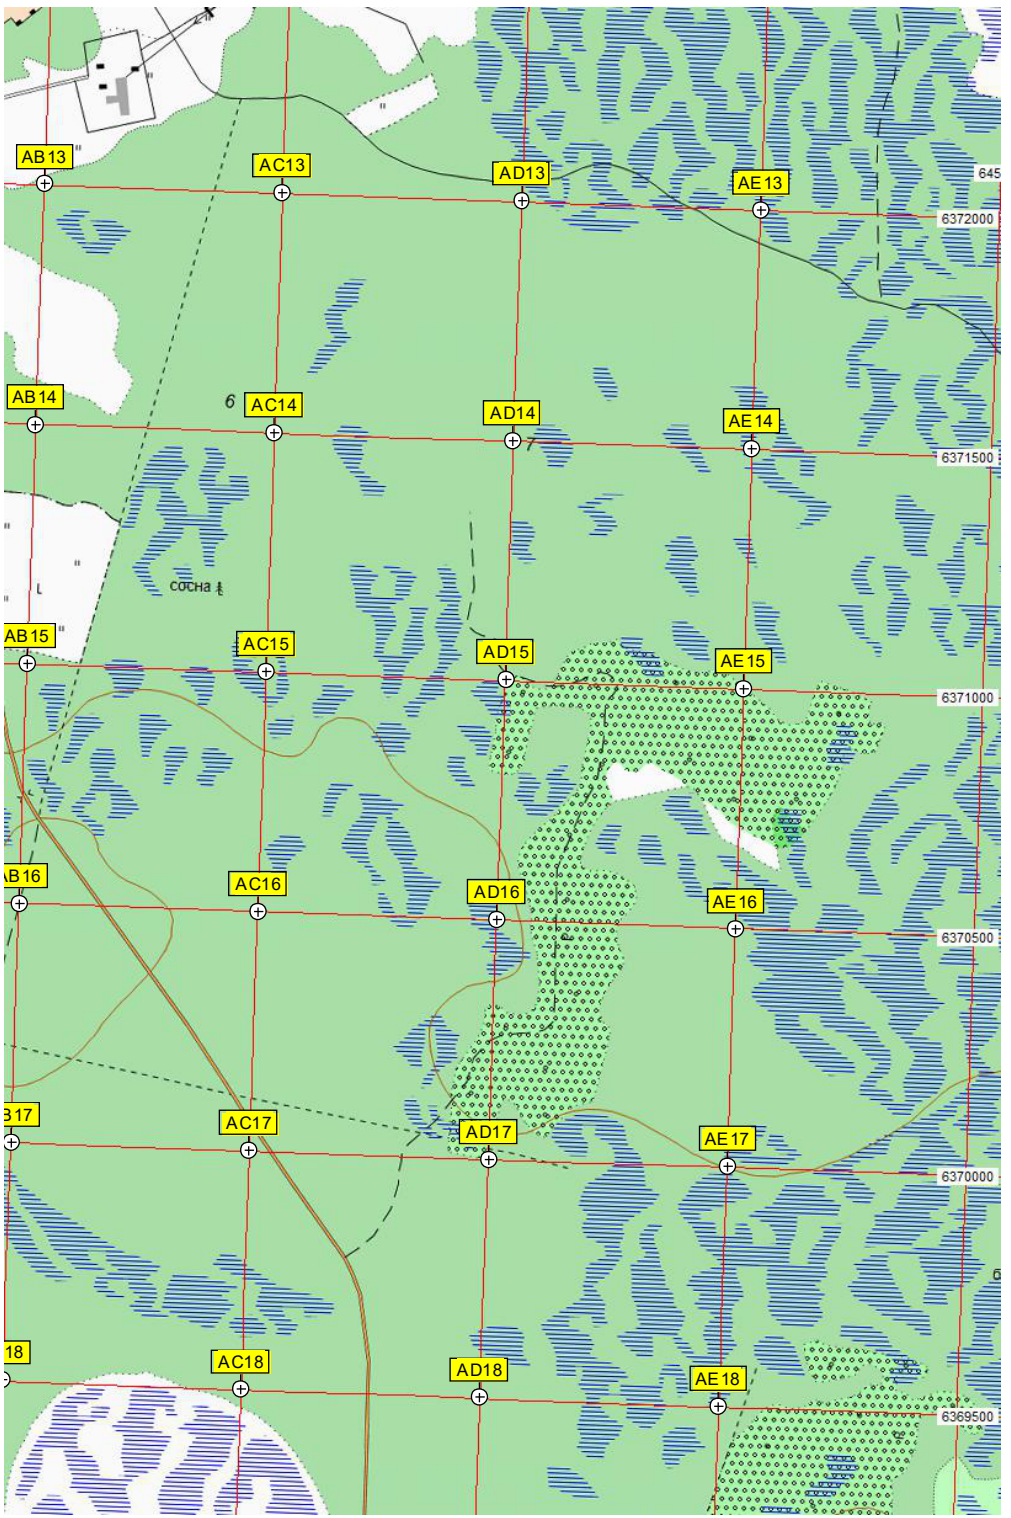 AB13
AC13
AD13
AE13
645
6372000
AB14
6
AC14
AD14
7
AE14
6371500
сосна
L
AB15
AC15
AD15
AE15
6371000
AB16
AC16
AD16
AE16
6370500
B17
AC17
AD17
AE17
6370000
18
AC18
AD18
AE18
6369500